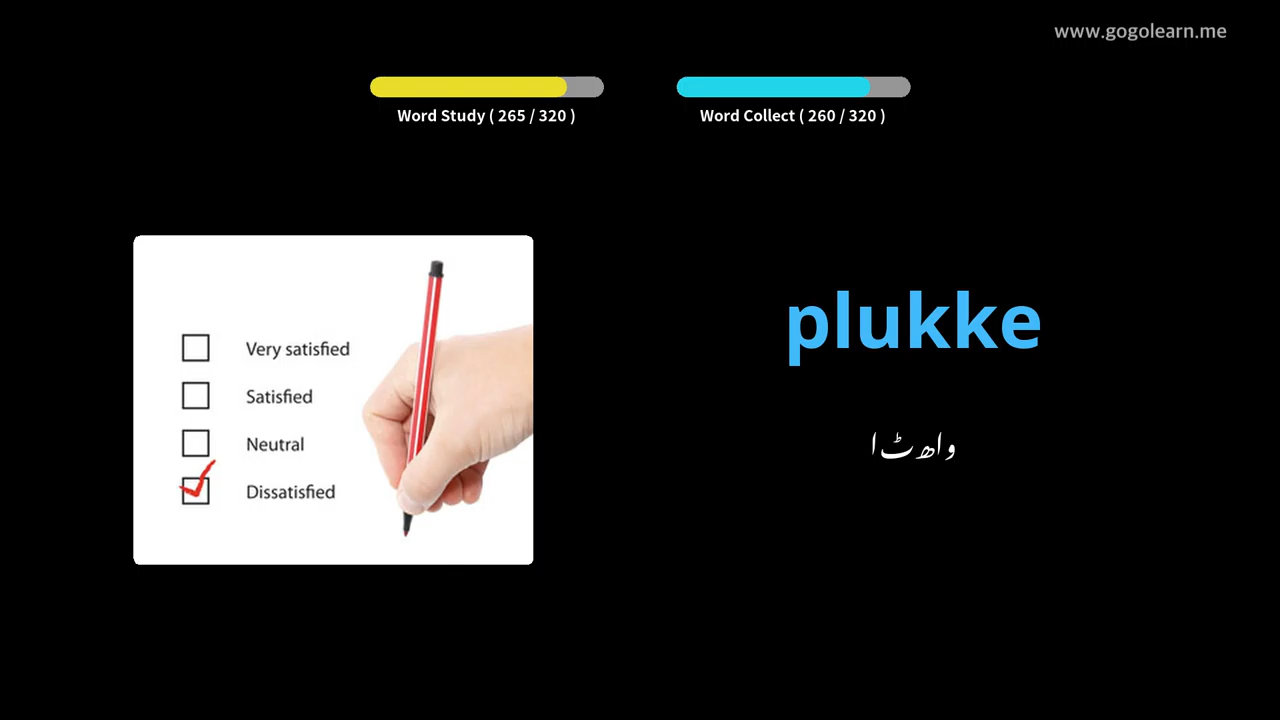 www.gogolearn.me
Word Study ( 265 / 320 )
Word Collect ( 260 / 320 )
Very satisfied
Satisfied
Neutral
Dissatisfied
plukke
واھٹا